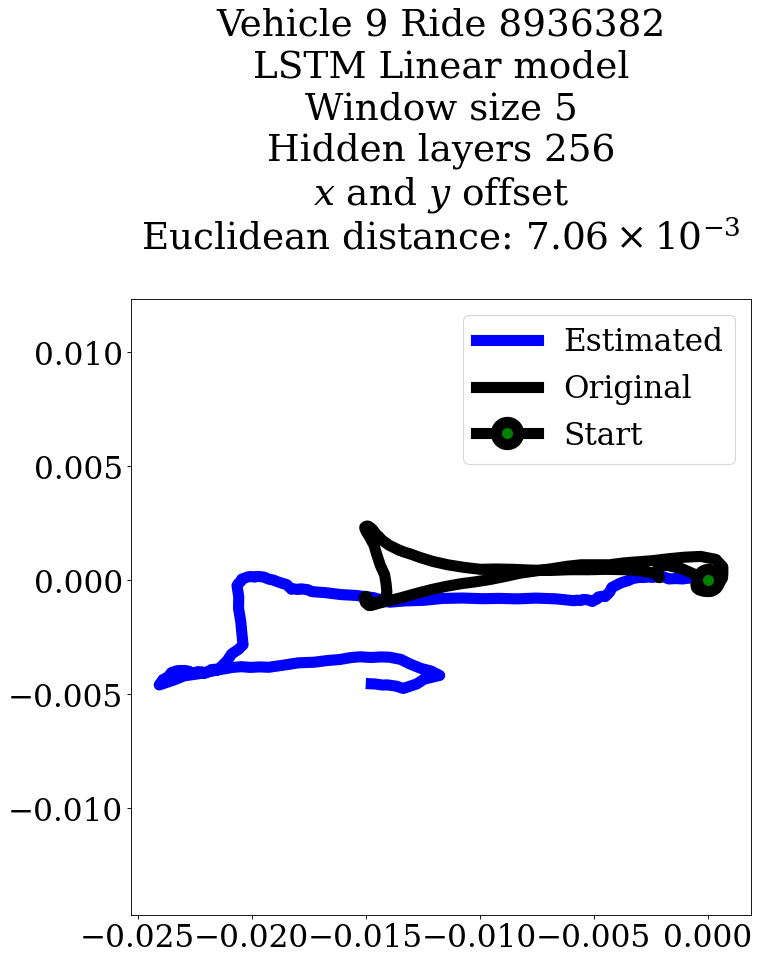 Vehicle 9 Ride 8936382
LSTM Linear model
Window size 5
Hidden layers 256
x and y offset
Euclidean distance: 7.06 × 10⁻³
Estimated
Original
Start
0.010
0.005
0.000
−0.005
−0.010
−0.025 −0.020 −0.015 −0.010 −0.005 0.000